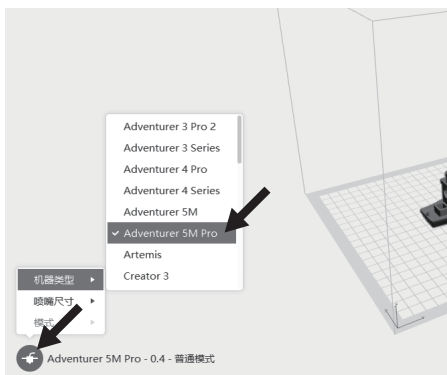 Adventurer 3 Pro 2
Adventurer 3 Series
Adventurer 4 Pro
Adventurer 4 Series
Adventurer 5M
Adventurer 5M Pro
Artemis
Creator 3
机器类型
喷嘴尺寸
模式
Adventurer 5M Pro - 0.4 - 普通模式